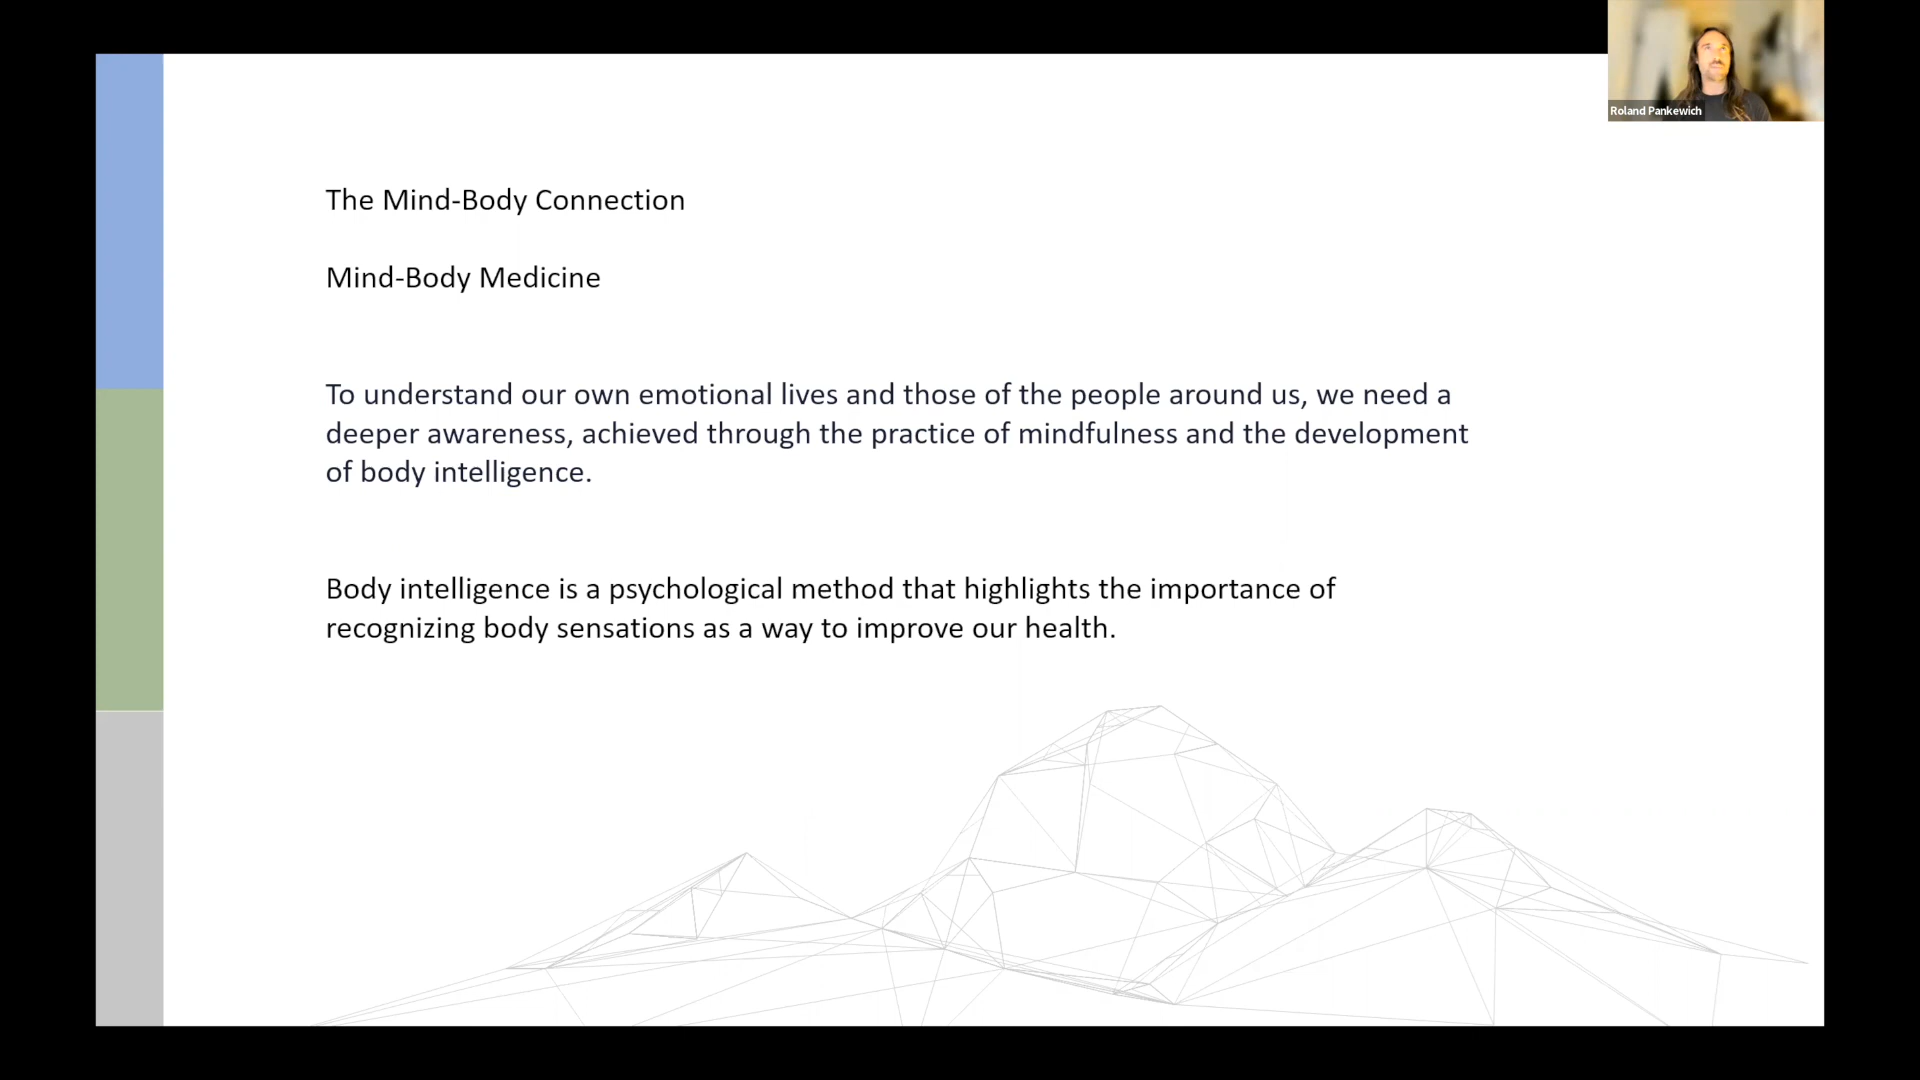 Roland Pankewich
The Mind-Body Connection
Mind-Body Medicine
To understand our own emotional lives and those of the people around us, we need a
deeper awareness, achieved through the practice of mindfulness and the development
of body intelligence.
Body intelligence is a psychological method that highlights the importance of
recognizing body sensations as a way to improve our health.